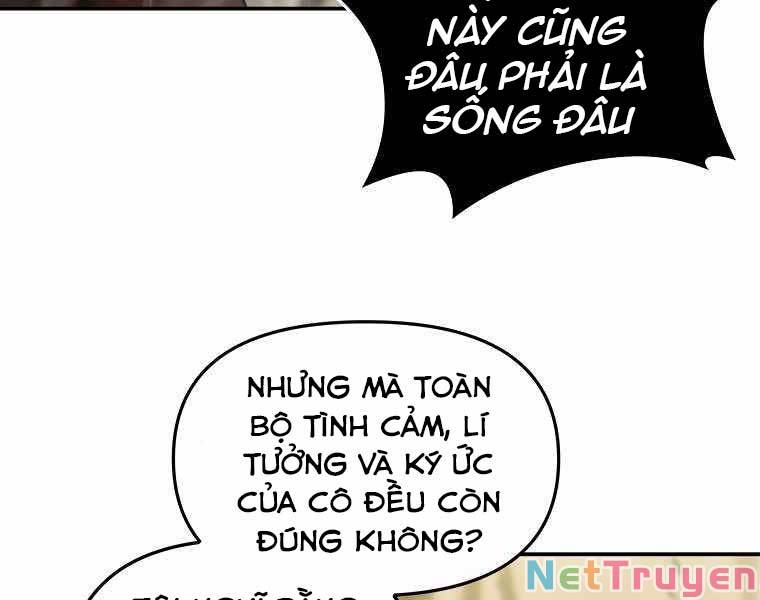 NÀY CŨNG
ĐÂU PHẢI LÀ
SỐNG ĐÂU
NHƯNG MÀ TOÀN
BỘ TÌNH CẢM, LÍ
TƯỞNG VÀ KÝ ỨC
CỦA CÔ ĐỀU CÒN
ĐÚNG KHÔNG?
NetTruyen